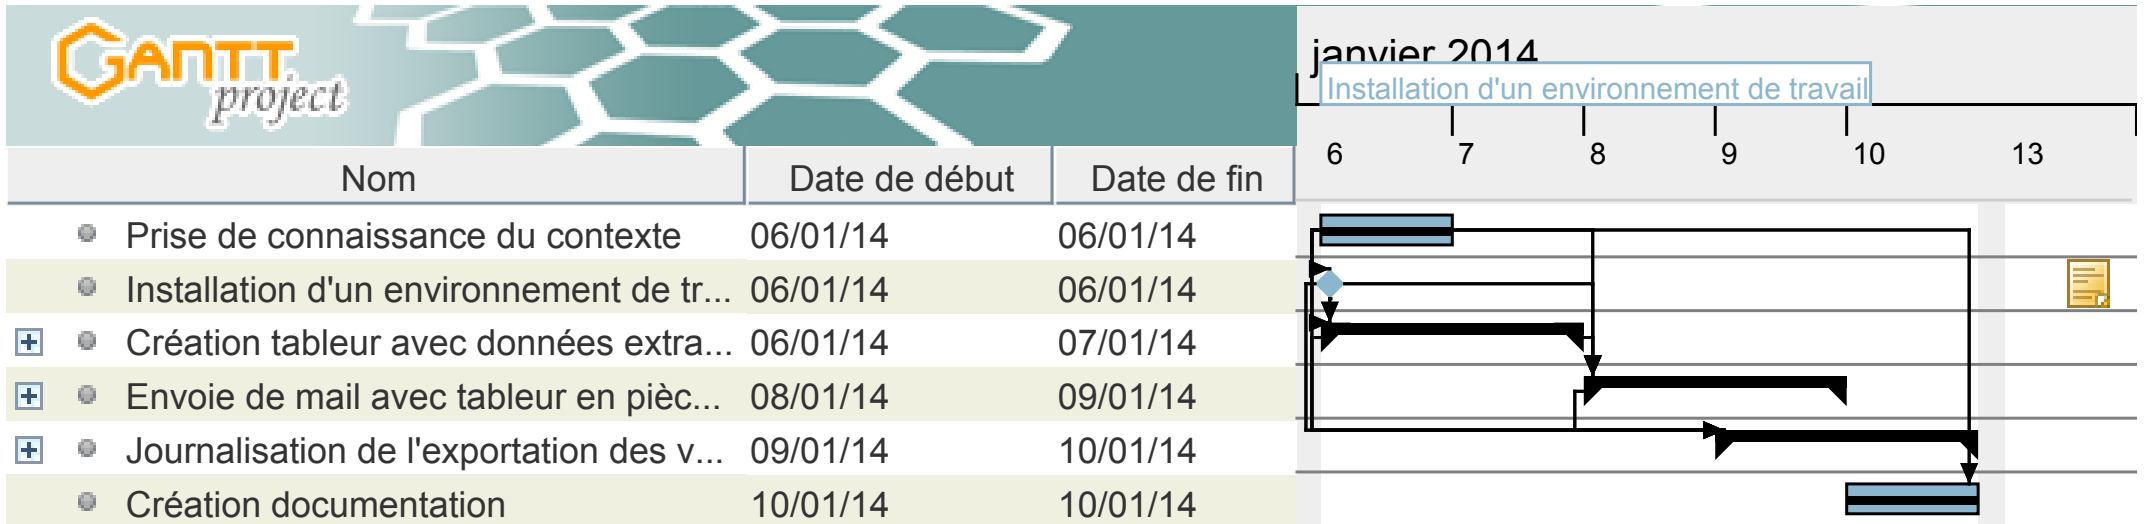 GANTT
project
janvier 2014
Installation d'un environnement de travail
6 7 8 9 10 13
Nom Date de début Date de fin
Prise de connaissance du contexte 06/01/14 06/01/14
Installation d'un environnement de tr... 06/01/14 06/01/14
Création tableur avec données extra... 06/01/14 07/01/14
Envoie de mail avec tableur en pièc... 08/01/14 09/01/14
Journalisation de l'exportation des v... 09/01/14 10/01/14
Création documentation 10/01/14 10/01/14